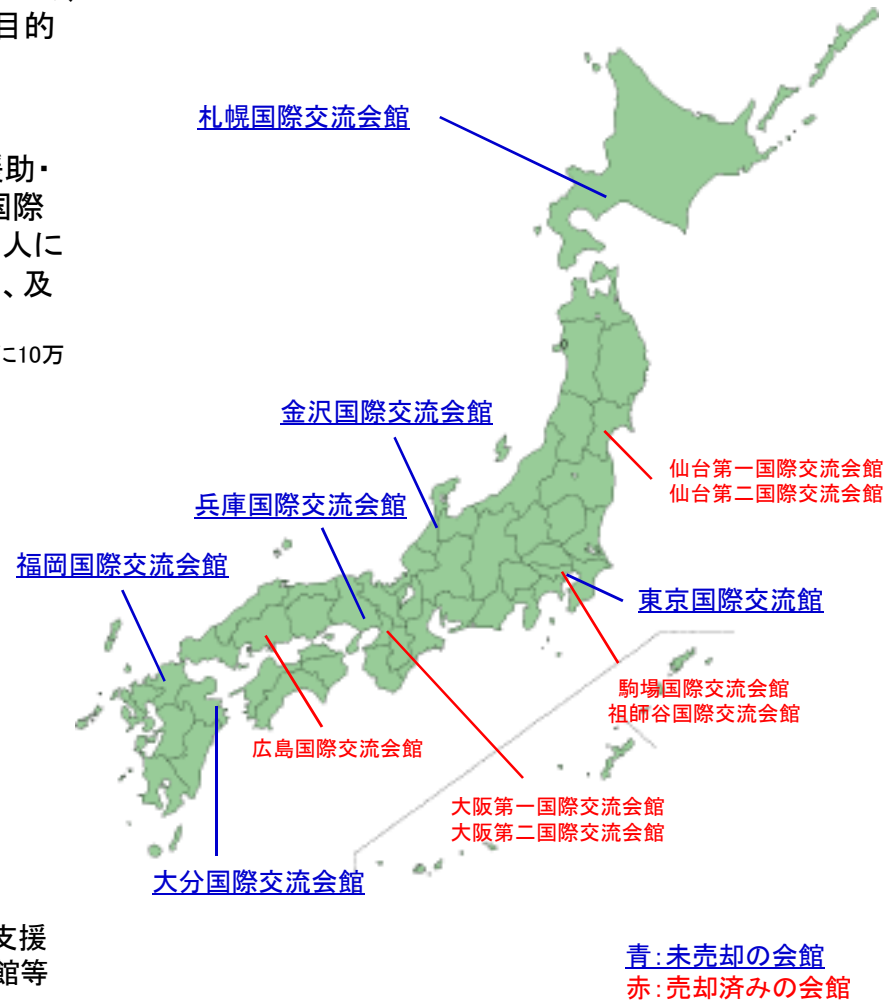 目的
援助・
国際
人に
、及
に10万
札幌国際交流会館
金沢国際交流会館
仙台第一国際交流会館
仙台第二国際交流会館
兵庫国際交流会館
福岡国際交流会館
東京国際交流館
駒場国際交流会館
祖師谷国際交流会館
広島国際交流会館
大阪第一国際交流会館
大阪第二国際交流会館
大分国際交流会館
支援
館等
青:未売却の会館
赤:売却済みの会館